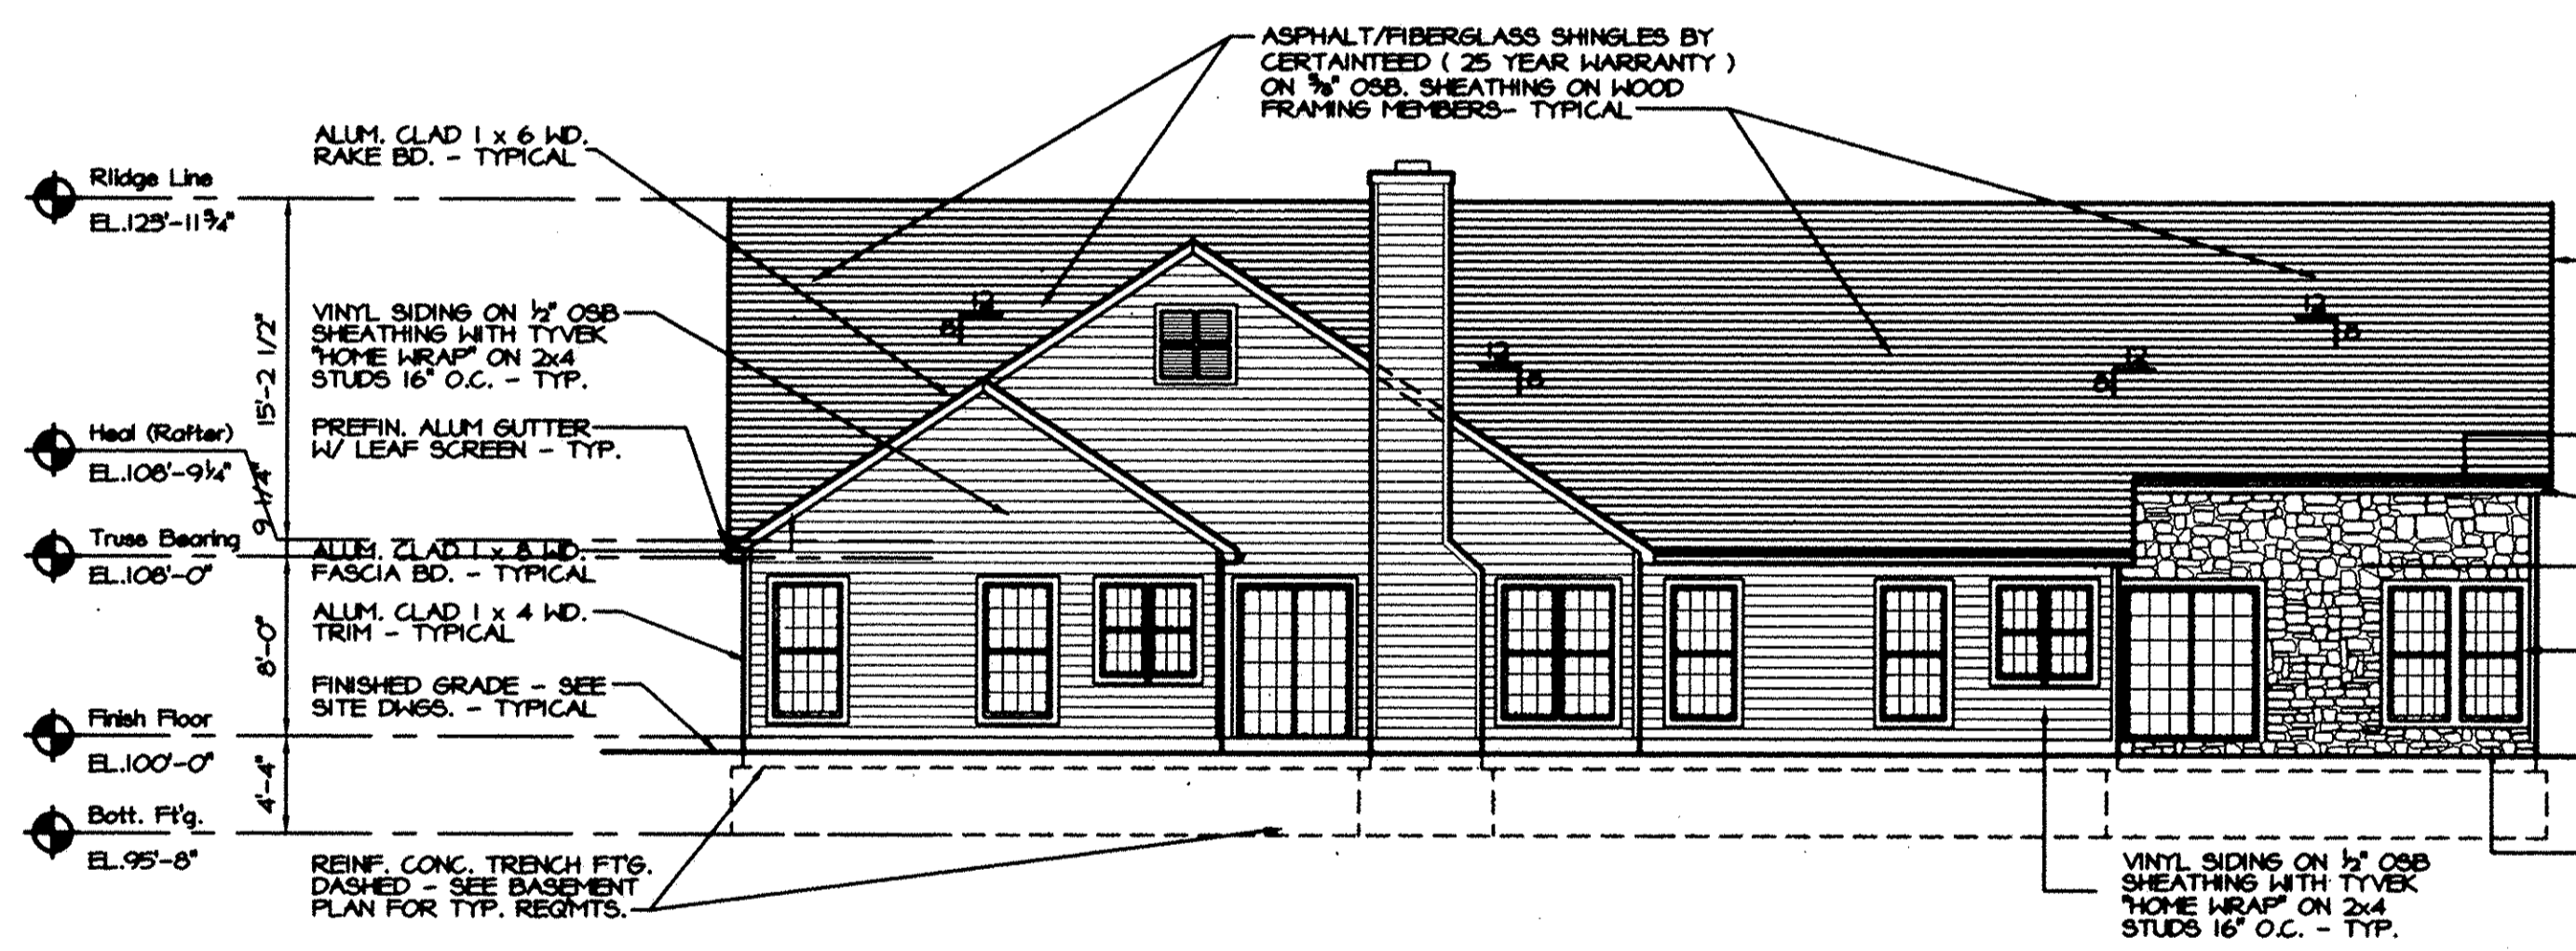 ASPHALT/FIBERGLASS SHINGLES BY
CERTAINTEED ( 25 YEAR WARRANTY )
ON 5/8" OSB. SHEATHING ON WOOD
FRAMING MEMBERS- TYPICAL
ALUM. CLAD 1 x 6 WD.
RAKE BD. - TYPICAL
RIidge Line
EL.123'-11 3/4"
VINYL SIDING ON 1/2" OSB
SHEATHING WITH TYVEK
"HOME WRAP" ON 2x4
STUDS 16" O.C. - TYP.
12
8
12
8
12
8
12
8
15'-2 1/2"
PREFIN. ALUM GUTTER
W/ LEAF SCREEN - TYP.
Heal (Rafter)
EL.108'-9 1/4"
9 1/4"
Truss Bearing
EL.108'-0"
ALUM. CLAD 1 x 8 WD.
FASCIA BD. - TYPICAL
ALUM. CLAD 1 x 4 WD.
TRIM - TYPICAL
8'-0"
FINISHED GRADE - SEE
SITE DWGS. - TYPICAL
Finish Floor
EL.100'-0"
4'-4"
Bott. Ft'g.
EL.95'-8"
REINF. CONC. TRENCH FT'G.
DASHED - SEE BASEMENT
PLAN FOR TYP. REQ'MTS.
VINYL SIDING ON 1/2" OSB
SHEATHING WITH TYVEK
"HOME WRAP" ON 2x4
STUDS 16" O.C. - TYP.